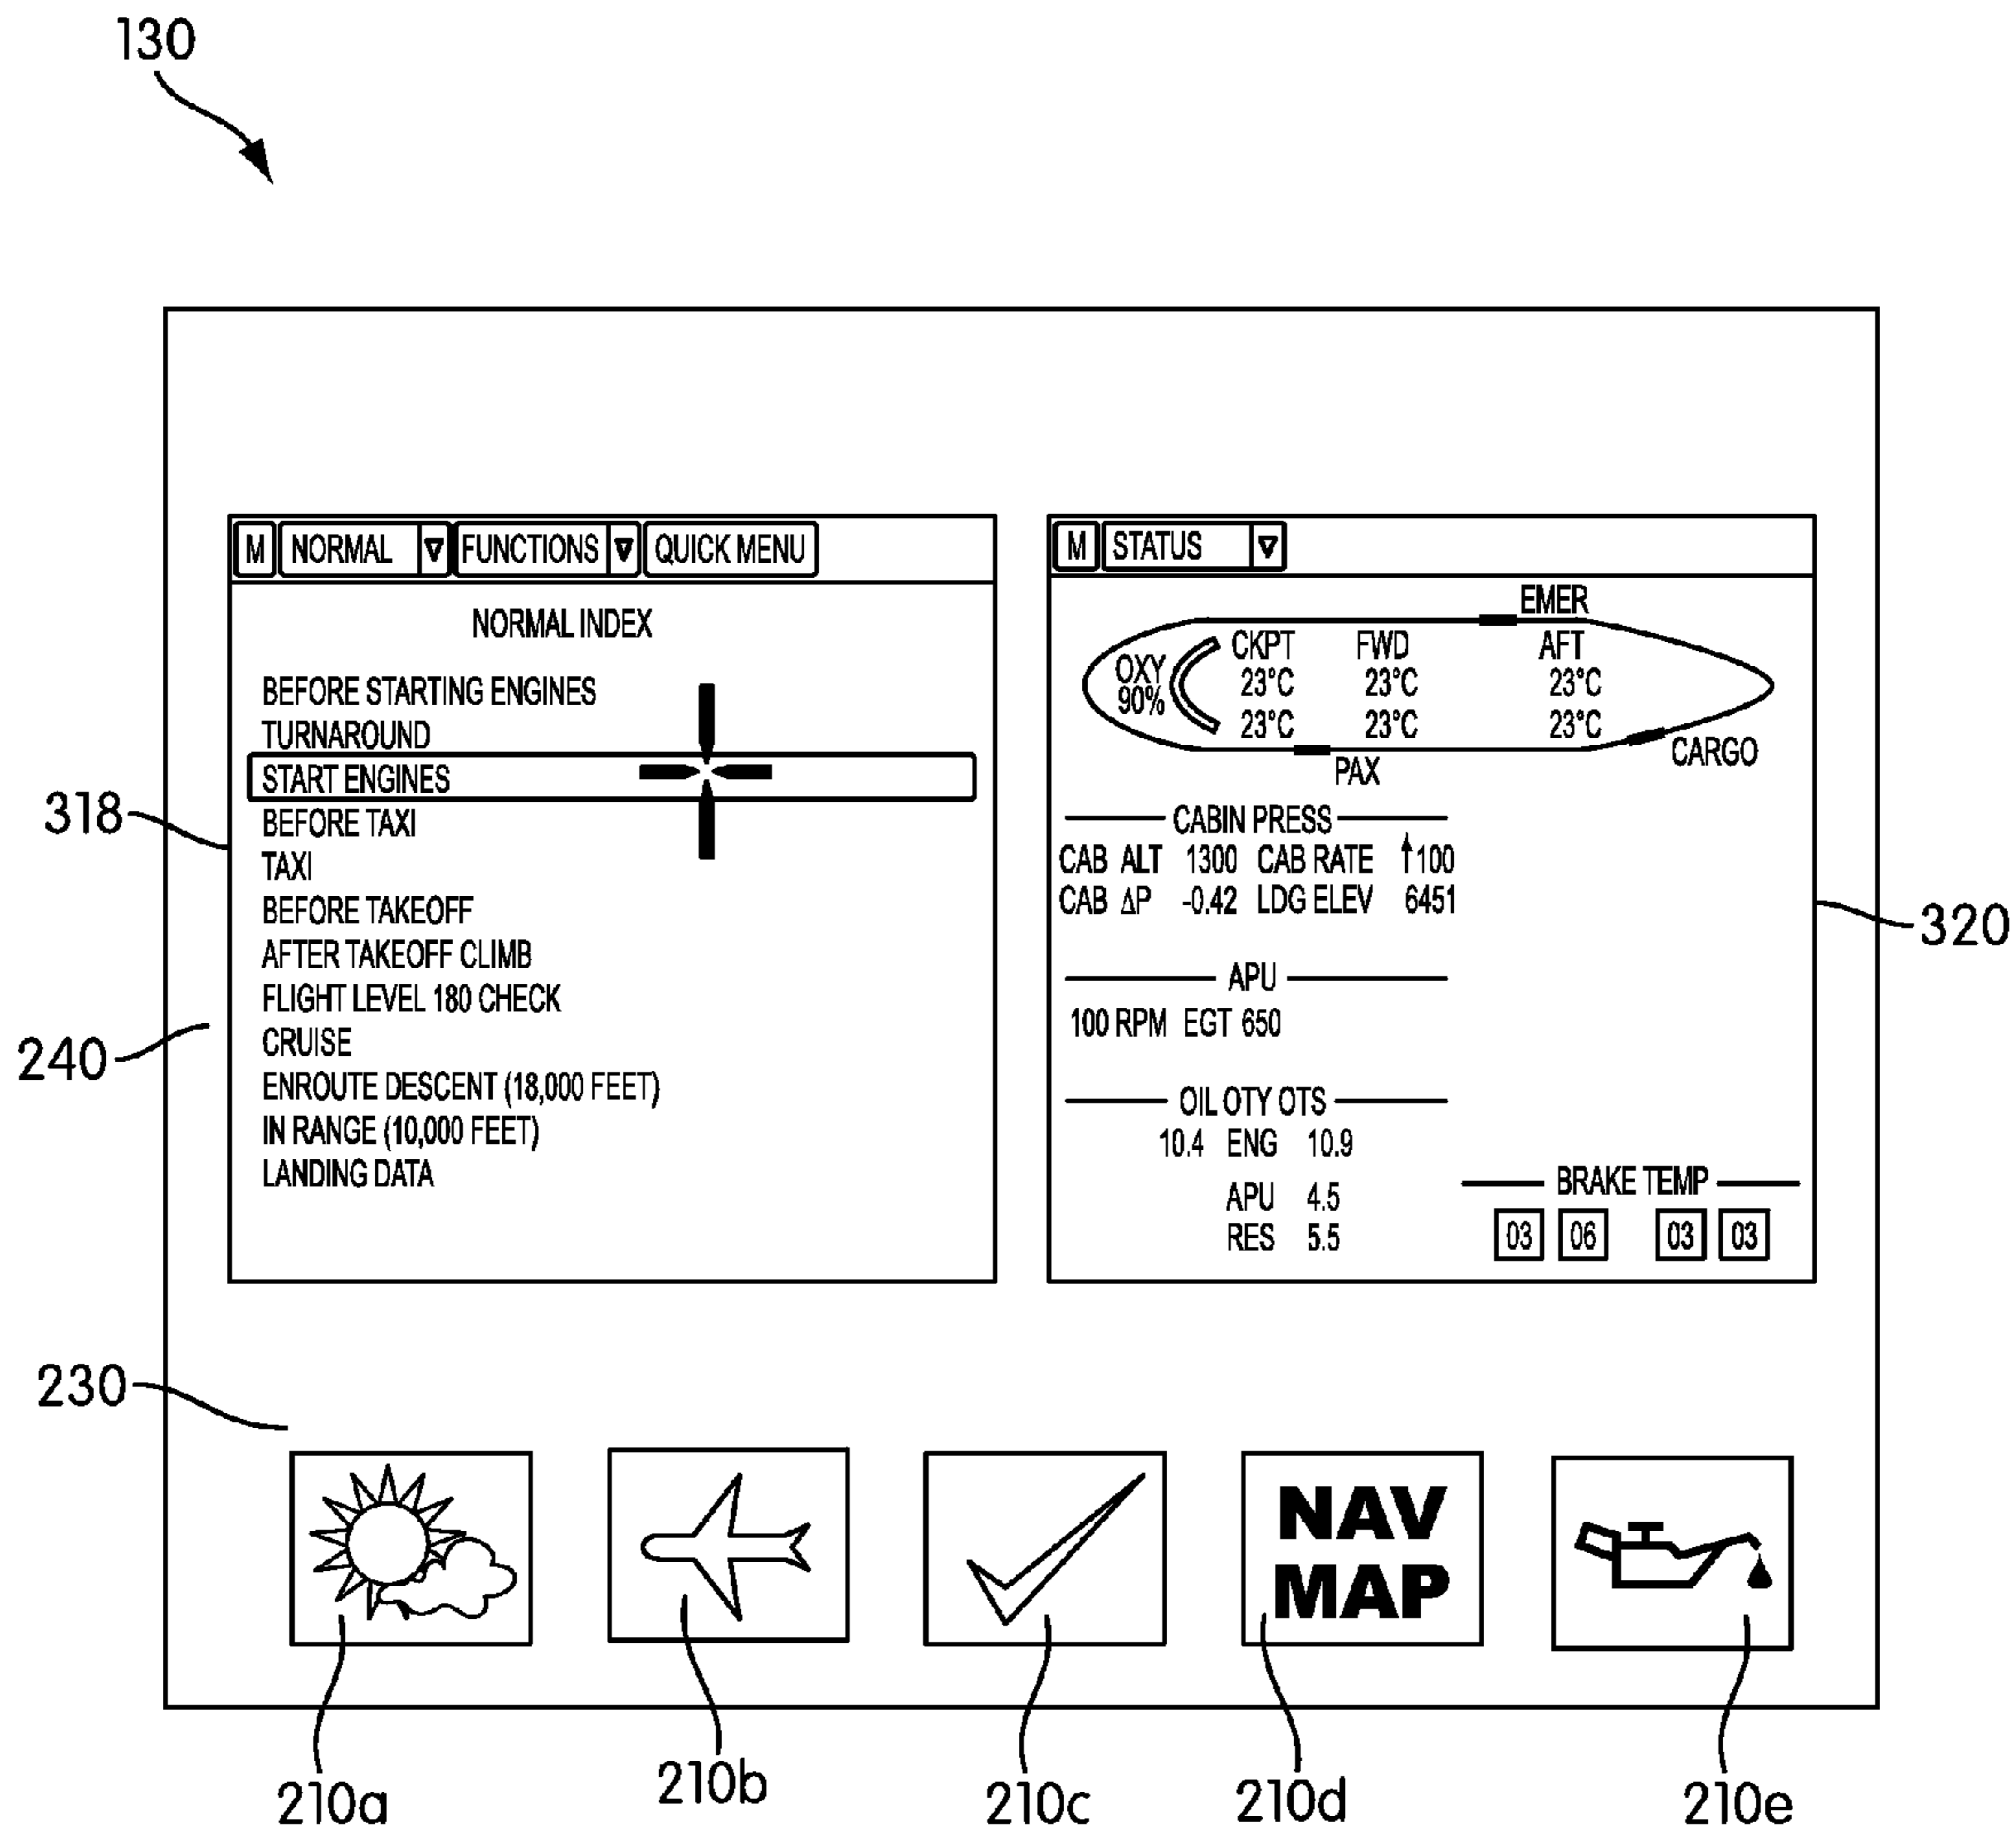 130
M NORMAL FUNCTIONS QUICK MENU
NORMAL INDEX
BEFORE STARTING ENGINES
TURNAROUND
START ENGINES
BEFORE TAXI
TAXI
BEFORE TAKEOFF
AFTER TAKEOFF CLIMB
FLIGHT LEVEL 180 CHECK
CRUISE
ENROUTE DESCENT (18,000 FEET)
IN RANGE (10,000 FEET)
LANDING DATA
318
240
M STATUS
EMER
CKPT FWD AFT
OXY
90%
23°C 23°C 23°C
23°C 23°C 23°C
PAX
CARGO
CABIN PRESS
CAB ALT 1300 CAB RATE ↑100
CAB ΔP -0.42 LDG ELEV 6451
APU
100 RPM EGT 650
OIL OTY OTS
10.4 ENG 10.9
APU 4.5
RES 5.5
BRAKE TEMP
03 06 03 03
320
230
NAV
MAP
210a
210b
210c
210d
210e